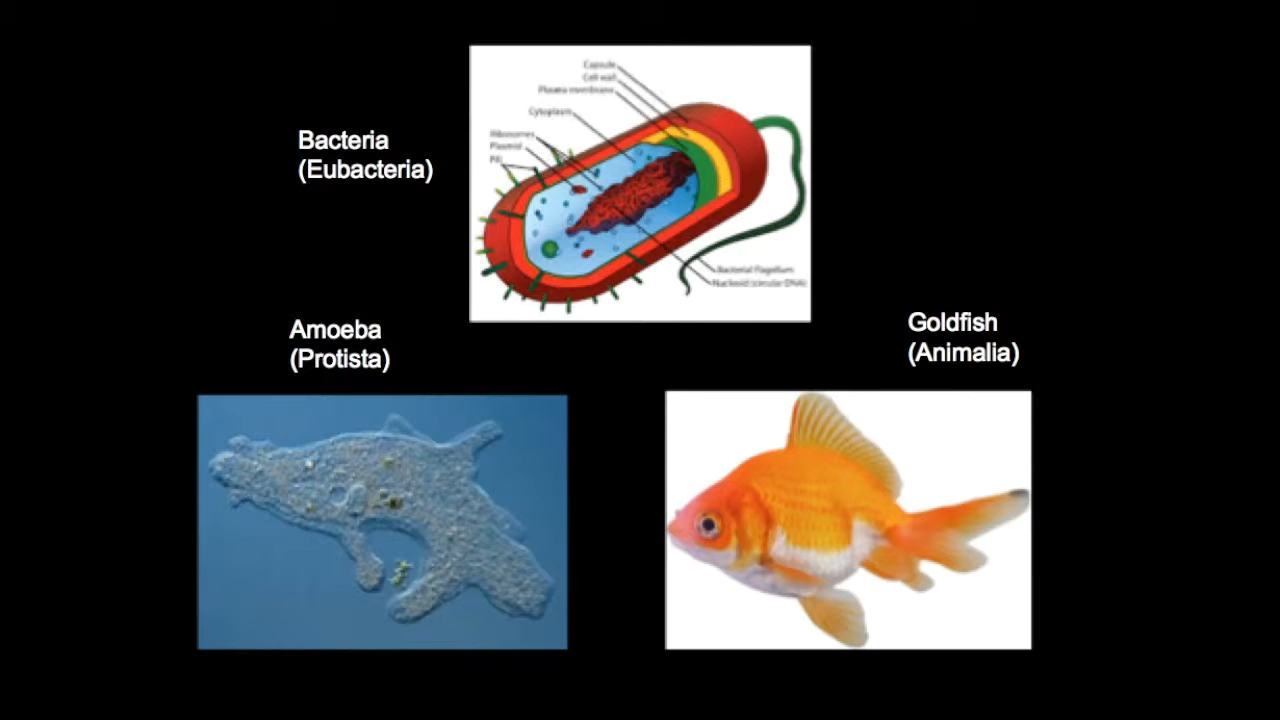 Bacteria
(Eubacteria)
Capsule
Cell wall
Plasma membrane
Cytoplasm
Ribosomes
Plasmid
Pili
Bacterial Flagellum
Nucleoid (circular DNA)
Amoeba
(Protista)
Goldfish
(Animalia)